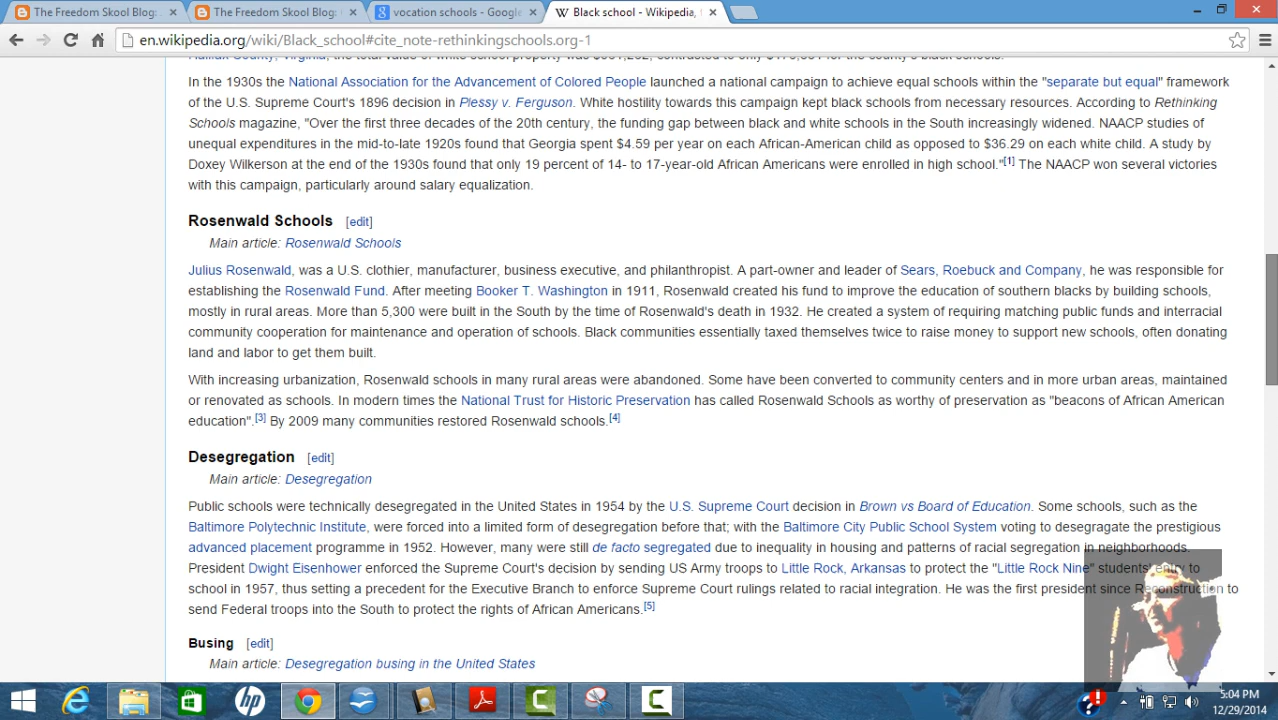 The Freedom Skool Blog:
The Freedom Skool Blog:
vocation schools - Google
W Black school - Wikipedia,
en.wikipedia.org/wiki/Black_school#cite_note-rethinkingschools.org-1
Halifax County, Virginia, the total value of white school property was
contrasted to only
for the county's black schools.
In the 1930s the National Association for the Advancement of Colored People launched a national campaign to achieve equal schools within the "separate but equal" framework
of the U.S. Supreme Court's 1896 decision in Plessy v. Ferguson. White hostility towards this campaign kept black schools from necessary resources. According to Rethinking
Schools magazine, "Over the first three decades of the 20th century, the funding gap between black and white schools in the South increasingly widened. NAACP studies of
unequal expenditures in the mid-to-late 1920s found that Georgia spent $4.59 per year on each African-American child as opposed to $36.29 on each white child. A study by
Doxey Wilkerson at the end of the 1930s found that only 19 percent of 14- to 17-year-old African Americans were enrolled in high school."[1] The NAACP won several victories
with this campaign, particularly around salary equalization.
Rosenwald Schools [edit]
Main article: Rosenwald Schools
Julius Rosenwald, was a U.S. clothier, manufacturer, business executive, and philanthropist. A part-owner and leader of Sears, Roebuck and Company, he was responsible for
establishing the Rosenwald Fund. After meeting Booker T. Washington in 1911, Rosenwald created his fund to improve the education of southern blacks by building schools,
mostly in rural areas. More than 5,300 were built in the South by the time of Rosenwald's death in 1932. He created a system of requiring matching public funds and interracial
community cooperation for maintenance and operation of schools. Black communities essentially taxed themselves twice to raise money to support new schools, often donating
land and labor to get them built.
With increasing urbanization, Rosenwald schools in many rural areas were abandoned. Some have been converted to community centers and in more urban areas, maintained
or renovated as schools. In modern times the National Trust for Historic Preservation has called Rosenwald Schools as worthy of preservation as "beacons of African American
education".[3] By 2009 many communities restored Rosenwald schools.[4]
Desegregation [edit]
Main article: Desegregation
Public schools were technically desegregated in the United States in 1954 by the U.S. Supreme Court decision in Brown vs Board of Education. Some schools, such as the
Baltimore Polytechnic Institute, were forced into a limited form of desegregation before that; with the Baltimore City Public School System voting to desegragate the prestigious
advanced placement programme in 1952. However, many were still de facto segregated due to inequality in housing and patterns of racial segregation in neighborhoods.
President Dwight Eisenhower enforced the Supreme Court's decision by sending US Army troops to Little Rock, Arkansas to protect the "Little Rock Nine" students' entry to
school in 1957, thus setting a precedent for the Executive Branch to enforce Supreme Court rulings related to racial integration. He was the first president since Reconstruction to
send Federal troops into the South to protect the rights of African Americans.[5]
Busing [edit]
Main article: Desegregation busing in the United States
5:04 PM
12/29/2014